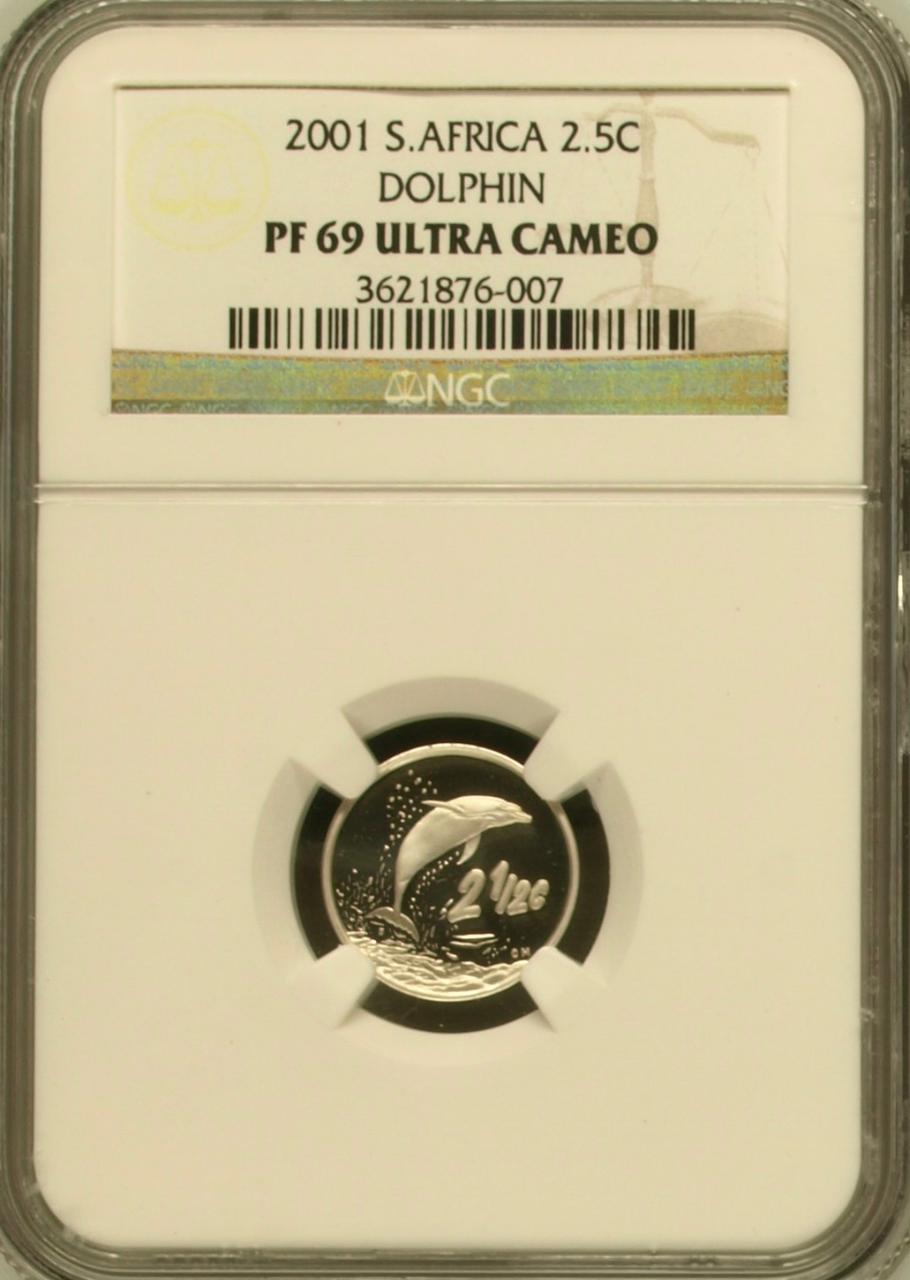 2001 S.AFRICA 2.5C
DOLPHIN
PF 69 ULTRA CAMEO
3621876-007
NGC
2 1/2C